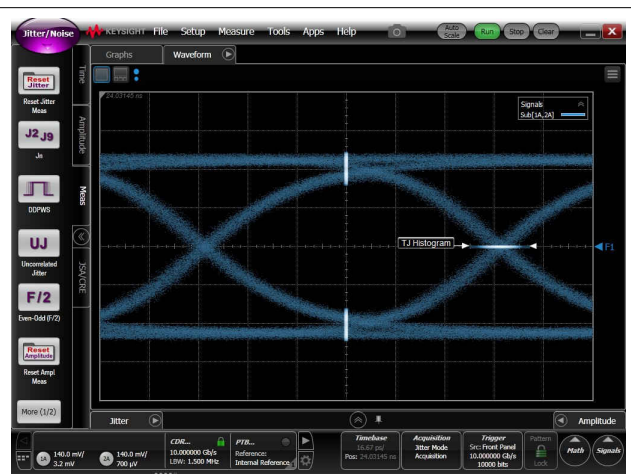 Jitter/Noise
KEYSIGHT File Setup Measure Tools Apps Help
Auto Scale
Run
Stop
Clear
Graphs
Waveform
Time
Amplitude
Meas
JSA/CRE
Reset Jitter
Reset Jitter
Meas
J2 J9
Jn
DDPWS
UJ
Uncorrelated
Jitter
F/2
Even-Odd (F/2)
Reset Amplitude
Reset Ampl
Meas
More (1/2)
24.03145 ns
Signals
Sub[1A,2A]
TJ Histogram
F1
Jitter
Amplitude
1A 140.0 mV/
3.2 mV
2A 140.0 mV/
700 µV
CDR...
10.000000 Gb/s
LBW: 1.500 MHz
PTB...
Reference:
Internal Reference
Timebase
16.67 ps/
Pos: 24.03145 ns
Acquisition
Jitter Mode
Acquisition
Trigger
Src: Front Panel
10.000000 Gb/s
10000 bits
Pattern
Lock
Math
Signals